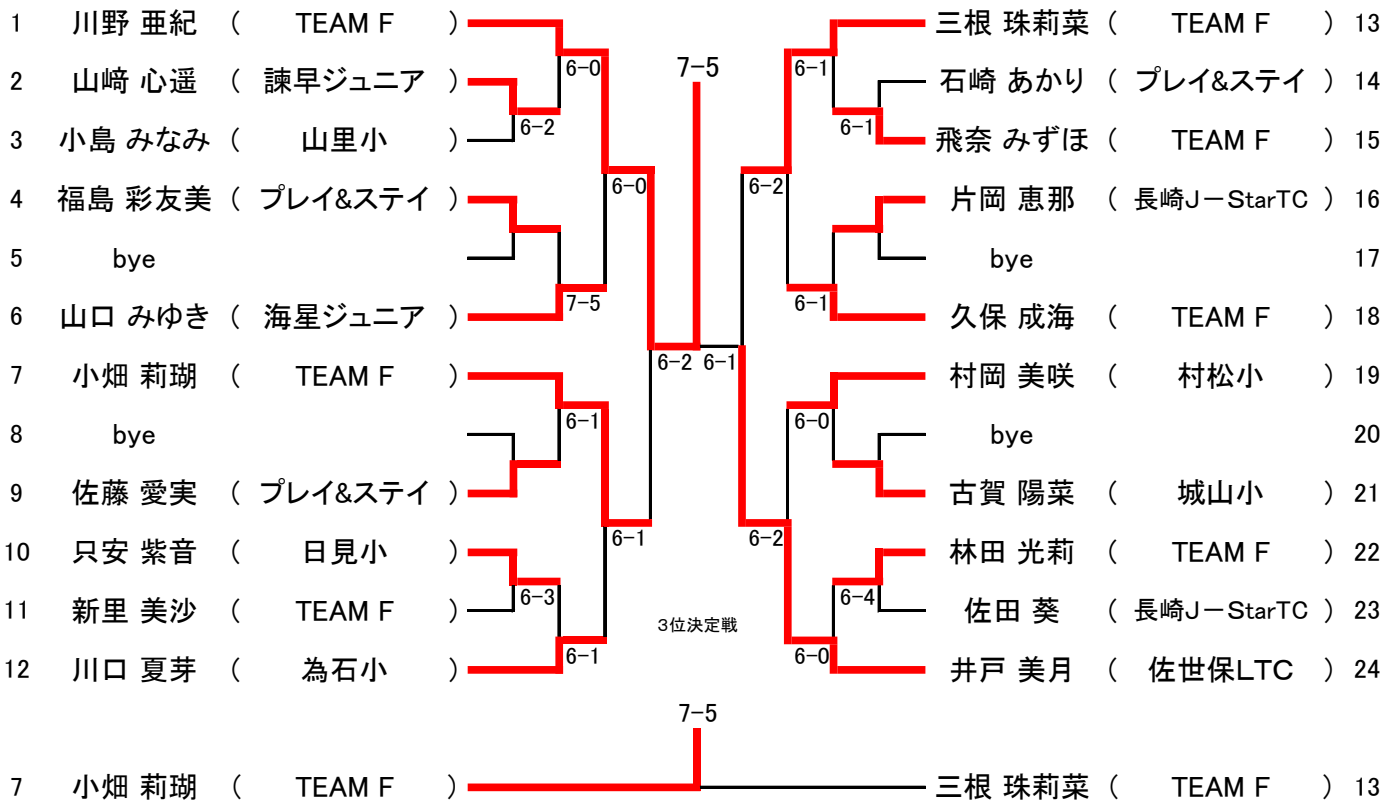 1 川野 亜紀 ( TEAM F ) 三根 珠莉菜 ( TEAM F ) 13
6-0 7-5 6-1
2 山﨑 心遥 ( 諫早ジュニア ) 石崎 あかり ( プレイ&ステイ ) 14
6-2 6-1
3 小島 みなみ ( 山里小 ) 飛奈 みずほ ( TEAM F ) 15
6-0 6-2
4 福島 彩友美 ( プレイ&ステイ ) 片岡 恵那 ( 長崎J-StarTC ) 16
5 bye bye 17
7-5 6-1
6 山口 みゆき ( 海星ジュニア ) 久保 成海 ( TEAM F ) 18
6-2 6-1
7 小畑 莉瑚 ( TEAM F ) 村岡 美咲 ( 村松小 ) 19
6-1 6-0
8 bye bye 20
9 佐藤 愛実 ( プレイ&ステイ ) 古賀 陽菜 ( 城山小 ) 21
6-1 6-2
10 只安 紫音 ( 日見小 ) 林田 光莉 ( TEAM F ) 22
6-3 6-4
11 新里 美沙 ( TEAM F ) 佐田 葵 ( 長崎J-StarTC ) 23
3位決定戦
6-1 6-0
12 川口 夏芽 ( 為石小 ) 井戸 美月 ( 佐世保LTC ) 24
7-5
7 小畑 莉瑚 ( TEAM F ) 三根 珠莉菜 ( TEAM F ) 13